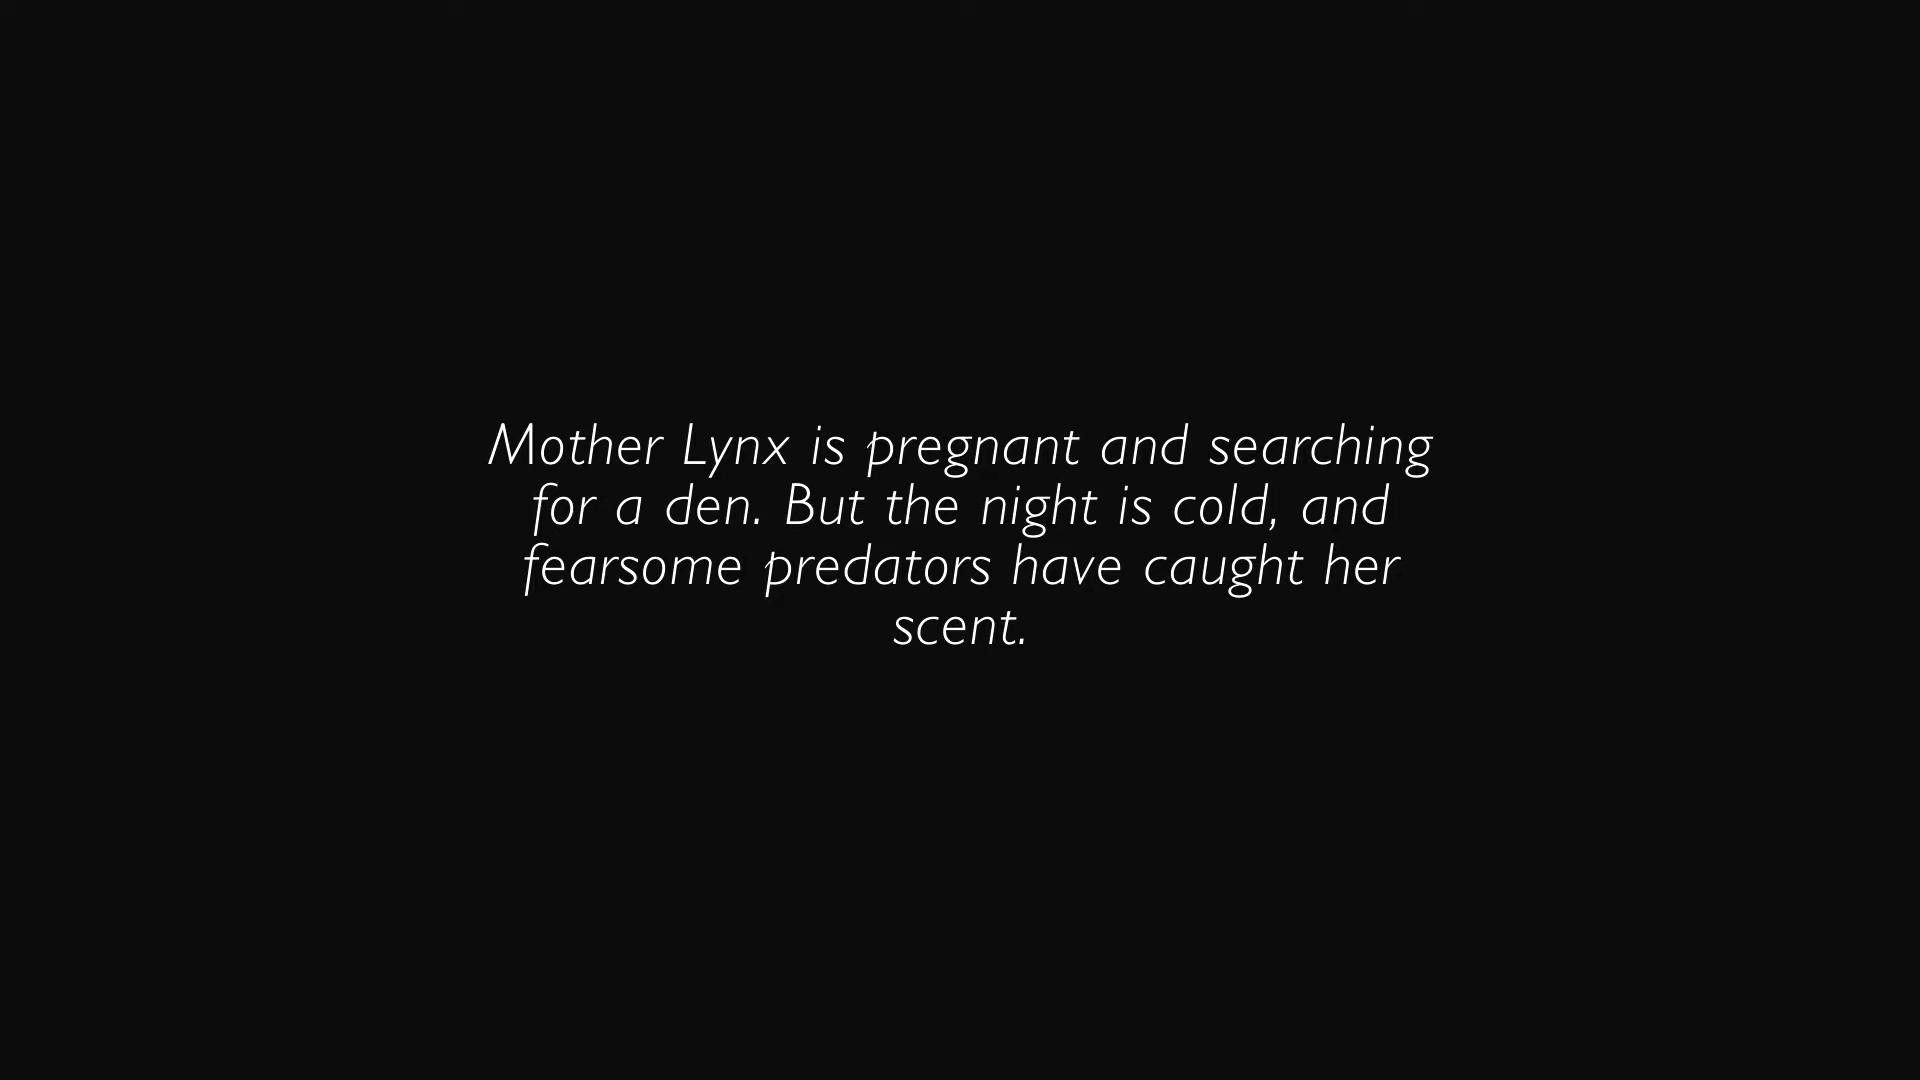 Mother Lynx is pregnant and searching
for a den. But the night is cold, and
fearsome predators have caught her
scent.